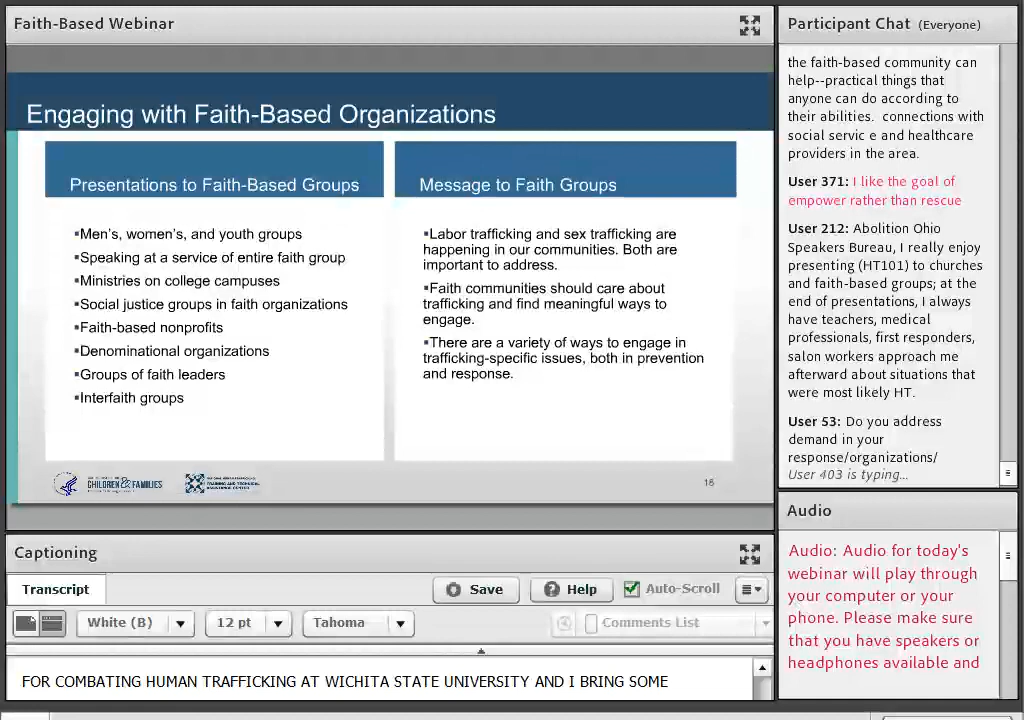 Faith-Based Webinar
Engaging with Faith-Based Organizations
Presentations to Faith-Based Groups
▪Men's, women's, and youth groups
▪Speaking at a service of entire faith group
▪Ministries on college campuses
▪Social justice groups in faith organizations
▪Faith-based nonprofits
▪Denominational organizations
▪Groups of faith leaders
▪Interfaith groups
Message to Faith Groups
▪Labor trafficking and sex trafficking are
happening in our communities. Both are
important to address.
▪Faith communities should care about
trafficking and find meaningful ways to
engage.
▪There are a variety of ways to engage in
trafficking-specific issues, both in prevention
and response.
CHILDREN & FAMILIES
TRAINING AND TECHNICAL
ASSISTANCE CENTER
16
Captioning
Transcript
Save
Help
Auto-Scroll
White (B)
12 pt
Tahoma
Comments List
FOR COMBATING HUMAN TRAFFICKING AT WICHITA STATE UNIVERSITY AND I BRING SOME
Participant Chat (Everyone)
the faith-based community can
help--practical things that
anyone can do according to
their abilities. connections with
social servic e and healthcare
providers in the area.
User 371: I like the goal of
empower rather than rescue
User 212: Abolition Ohio
Speakers Bureau, I really enjoy
presenting (HT101) to churches
and faith-based groups; at the
end of presentations, I always
have teachers, medical
professionals, first responders,
salon workers approach me
afterward about situations that
were most likely HT.
User 53: Do you address
demand in your
response/organizations/
User 403 is typing...
Audio
Audio: Audio for today's
webinar will play through
your computer or your
phone. Please make sure
that you have speakers or
headphones available and